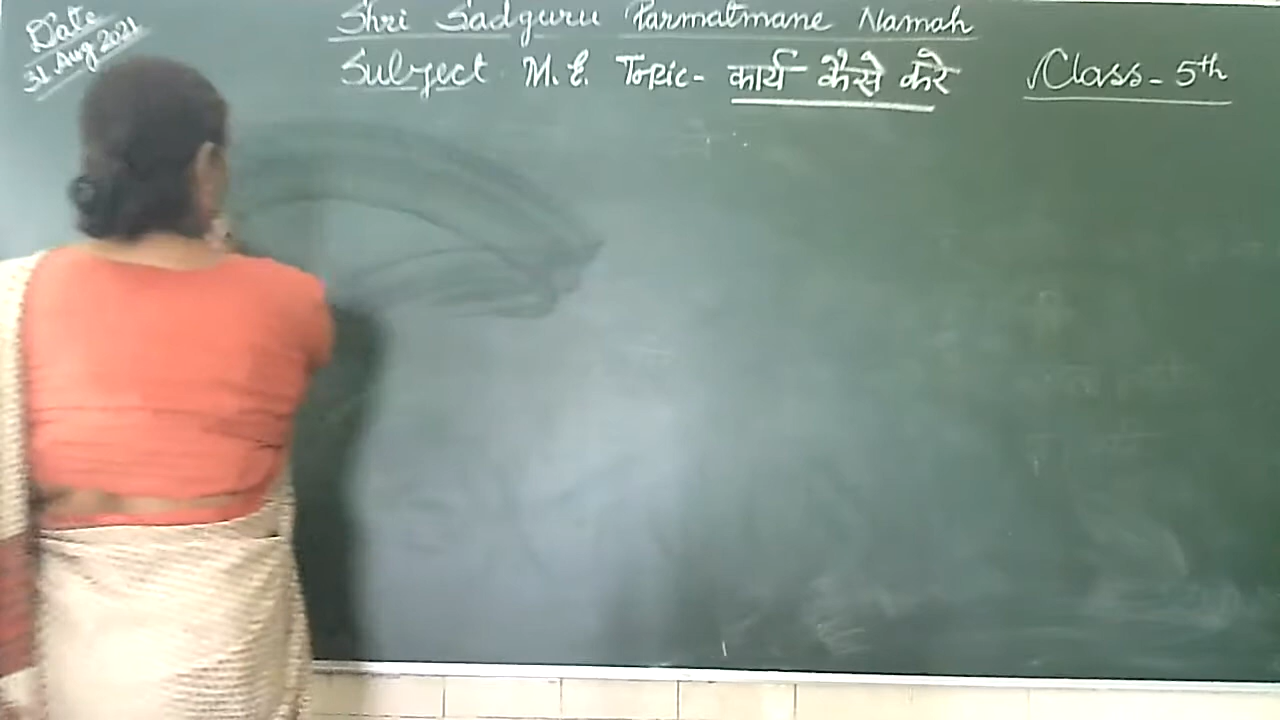 Date
31 Aug 2021
Shri Sadguru Parmatmane Namah
Subject M.E. Topic- कार्य कैसे करे Class - 5th